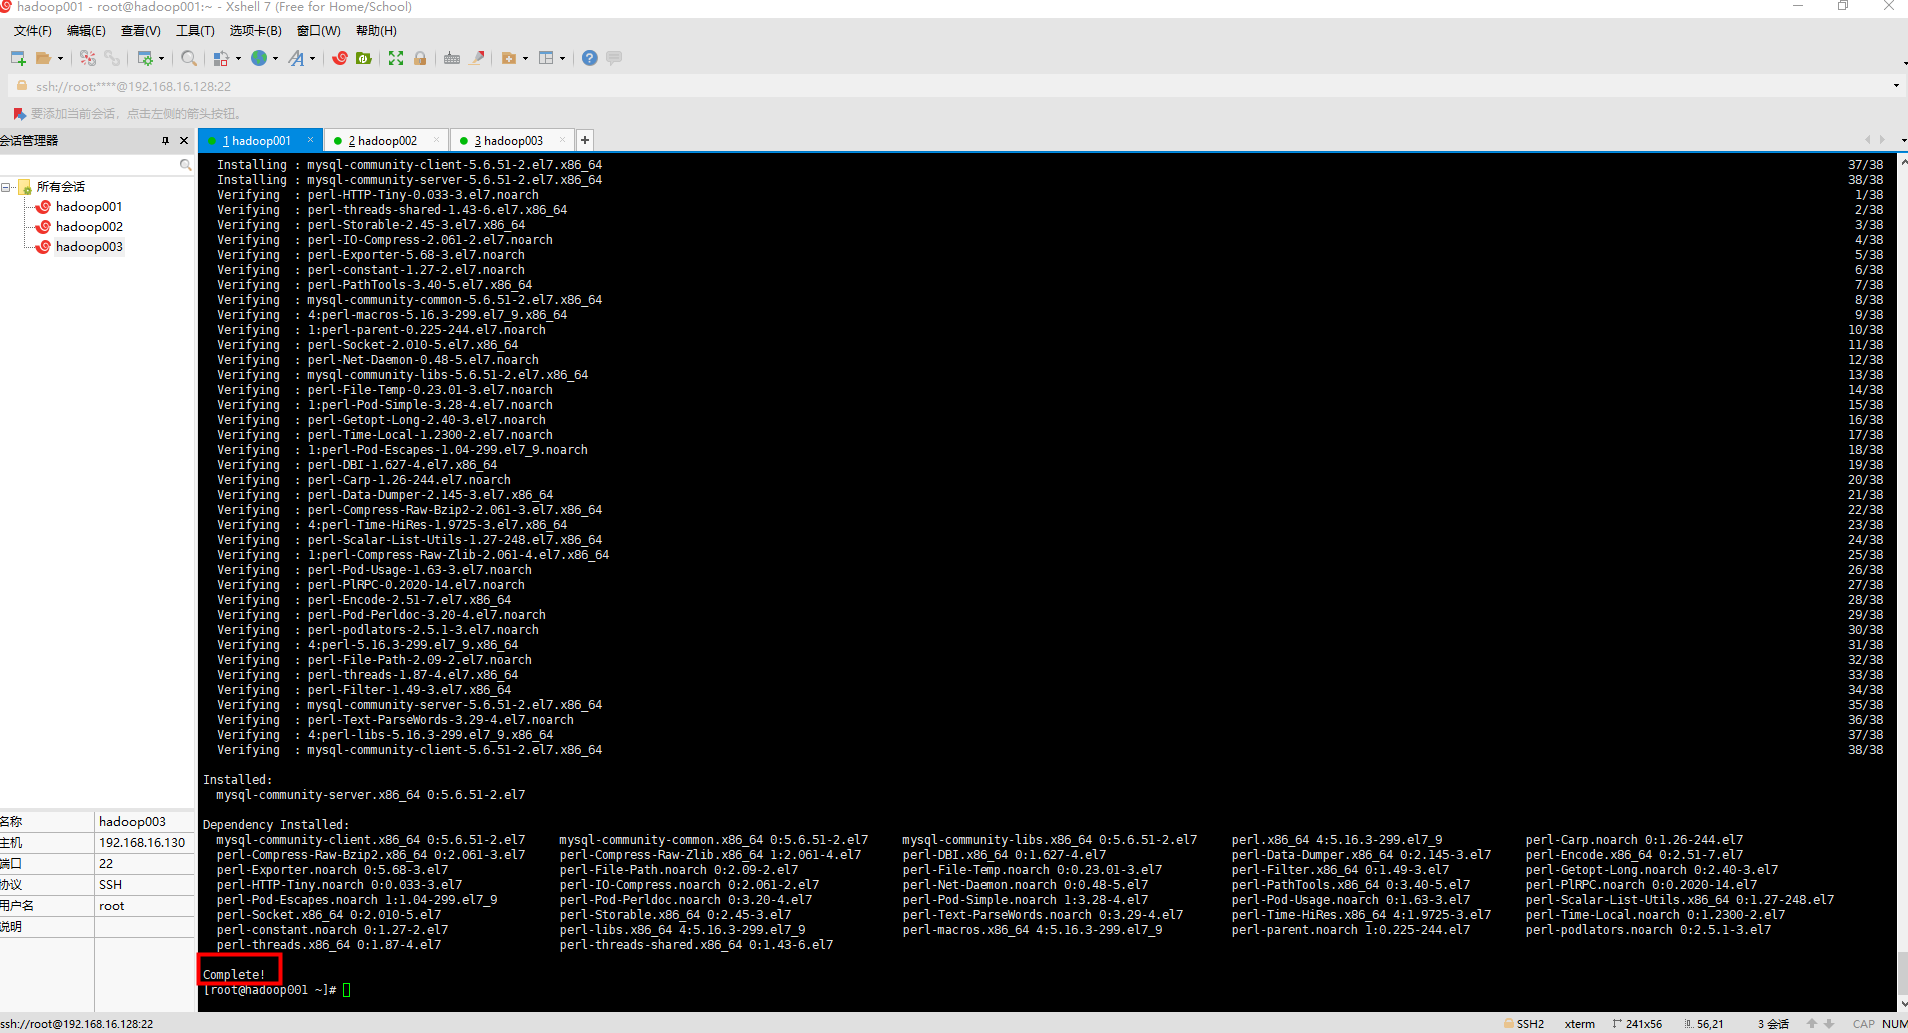 hadoop001 - root@hadoop001:~ - Xshell 7 (Free for Home/School)
文件(F) 编辑(E) 查看(V) 工具(T) 选项卡(B) 窗口(W) 帮助(H)
ssh://root:****@192.168.16.128:22
要添加当前会话，点击左侧的箭头按钮。
会话管理器
1 hadoop001
2 hadoop002
3 hadoop003
所有会话
hadoop001
hadoop002
hadoop003
名称 hadoop003
主机 192.168.16.130
端口 22
协议 SSH
用户名 root
说明
Installing : mysql-community-client-5.6.51-2.el7.x86_64 37/38
Installing : mysql-community-server-5.6.51-2.el7.x86_64 38/38
Verifying : perl-HTTP-Tiny-0.033-3.el7.noarch 1/38
Verifying : perl-threads-shared-1.43-6.el7.x86_64 2/38
Verifying : perl-Storable-2.45-3.el7.x86_64 3/38
Verifying : perl-IO-Compress-2.061-2.el7.noarch 4/38
Verifying : perl-Exporter-5.68-3.el7.noarch 5/38
Verifying : perl-constant-1.27-2.el7.noarch 6/38
Verifying : perl-PathTools-3.40-5.el7.x86_64 7/38
Verifying : mysql-community-common-5.6.51-2.el7.x86_64 8/38
Verifying : 4:perl-macros-5.16.3-299.el7_9.x86_64 9/38
Verifying : 1:perl-parent-0.225-244.el7.noarch 10/38
Verifying : perl-Socket-2.010-5.el7.x86_64 11/38
Verifying : perl-Net-Daemon-0.48-5.el7.noarch 12/38
Verifying : mysql-community-libs-5.6.51-2.el7.x86_64 13/38
Verifying : perl-File-Temp-0.23.01-3.el7.noarch 14/38
Verifying : 1:perl-Pod-Simple-3.28-4.el7.noarch 15/38
Verifying : perl-Getopt-Long-2.40-3.el7.noarch 16/38
Verifying : perl-Time-Local-1.2300-2.el7.noarch 17/38
Verifying : 1:perl-Pod-Escapes-1.04-299.el7_9.noarch 18/38
Verifying : perl-DBI-1.627-4.el7.x86_64 19/38
Verifying : perl-Carp-1.26-244.el7.noarch 20/38
Verifying : perl-Data-Dumper-2.145-3.el7.x86_64 21/38
Verifying : perl-Compress-Raw-Bzip2-2.061-3.el7.x86_64 22/38
Verifying : 4:perl-Time-HiRes-1.9725-3.el7.x86_64 23/38
Verifying : perl-Scalar-List-Utils-1.27-248.el7.x86_64 24/38
Verifying : 1:perl-Compress-Raw-Zlib-2.061-4.el7.x86_64 25/38
Verifying : perl-Pod-Usage-1.63-3.el7.noarch 26/38
Verifying : perl-PlRPC-0.2020-14.el7.noarch 27/38
Verifying : perl-Encode-2.51-7.el7.x86_64 28/38
Verifying : perl-Pod-Perldoc-3.20-4.el7.noarch 29/38
Verifying : perl-podlators-2.5.1-3.el7.noarch 30/38
Verifying : 4:perl-5.16.3-299.el7_9.x86_64 31/38
Verifying : perl-File-Path-2.09-2.el7.noarch 32/38
Verifying : perl-threads-1.87-4.el7.x86_64 33/38
Verifying : perl-Filter-1.49-3.el7.x86_64 34/38
Verifying : mysql-community-server-5.6.51-2.el7.x86_64 35/38
Verifying : perl-Text-ParseWords-3.29-4.el7.noarch 36/38
Verifying : 4:perl-libs-5.16.3-299.el7_9.x86_64 37/38
Verifying : mysql-community-client-5.6.51-2.el7.x86_64 38/38
Installed:
mysql-community-server.x86_64 0:5.6.51-2.el7
Dependency Installed:
mysql-community-client.x86_64 0:5.6.51-2.el7 mysql-community-common.x86_64 0:5.6.51-2.el7 mysql-community-libs.x86_64 0:5.6.51-2.el7 perl.x86_64 4:5.16.3-299.el7_9 perl-Carp.noarch 0:1.26-244.el7
perl-Compress-Raw-Bzip2.x86_64 0:2.061-3.el7 perl-Compress-Raw-Zlib.x86_64 1:2.061-4.el7 perl-DBI.x86_64 0:1.627-4.el7 perl-Data-Dumper.x86_64 0:2.145-3.el7 perl-Encode.x86_64 0:2.51-7.el7
perl-Exporter.noarch 0:5.68-3.el7 perl-File-Path.noarch 0:2.09-2.el7 perl-File-Temp.noarch 0:0.23.01-3.el7 perl-Filter.x86_64 0:1.49-3.el7 perl-Getopt-Long.noarch 0:2.40-3.el7
perl-HTTP-Tiny.noarch 0:0.033-3.el7 perl-IO-Compress.noarch 0:2.061-2.el7 perl-Net-Daemon.noarch 0:0.48-5.el7 perl-PathTools.x86_64 0:3.40-5.el7 perl-PlRPC.noarch 0:0.2020-14.el7
perl-Pod-Escapes.noarch 1:1.04-299.el7_9 perl-Pod-Perldoc.noarch 0:3.20-4.el7 perl-Pod-Simple.noarch 1:3.28-4.el7 perl-Pod-Usage.noarch 0:1.63-3.el7 perl-Scalar-List-Utils.x86_64 0:1.27-248.el7
perl-Socket.x86_64 0:2.010-5.el7 perl-Storable.x86_64 0:2.45-3.el7 perl-Text-ParseWords.noarch 0:3.29-4.el7 perl-Time-HiRes.x86_64 4:1.9725-3.el7 perl-Time-Local.noarch 0:1.2300-2.el7
perl-constant.noarch 0:1.27-2.el7 perl-libs.x86_64 4:5.16.3-299.el7_9 perl-macros.x86_64 4:5.16.3-299.el7_9 perl-parent.noarch 1:0.225-244.el7 perl-podlators.noarch 0:2.5.1-3.el7
perl-threads.x86_64 0:1.87-4.el7 perl-threads-shared.x86_64 0:1.43-6.el7
Complete!
[root@hadoop001 ~]#
ssh://root@192.168.16.128:22 SSH2 xterm 241x56 56,21 3 会话 CAP NUM